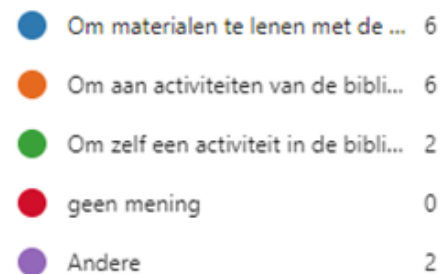 Om materialen te lenen met de ... 6
Om aan activiteiten van de bibli... 6
Om zelf een activiteit in de bibli... 2
geen mening 0
Andere 2